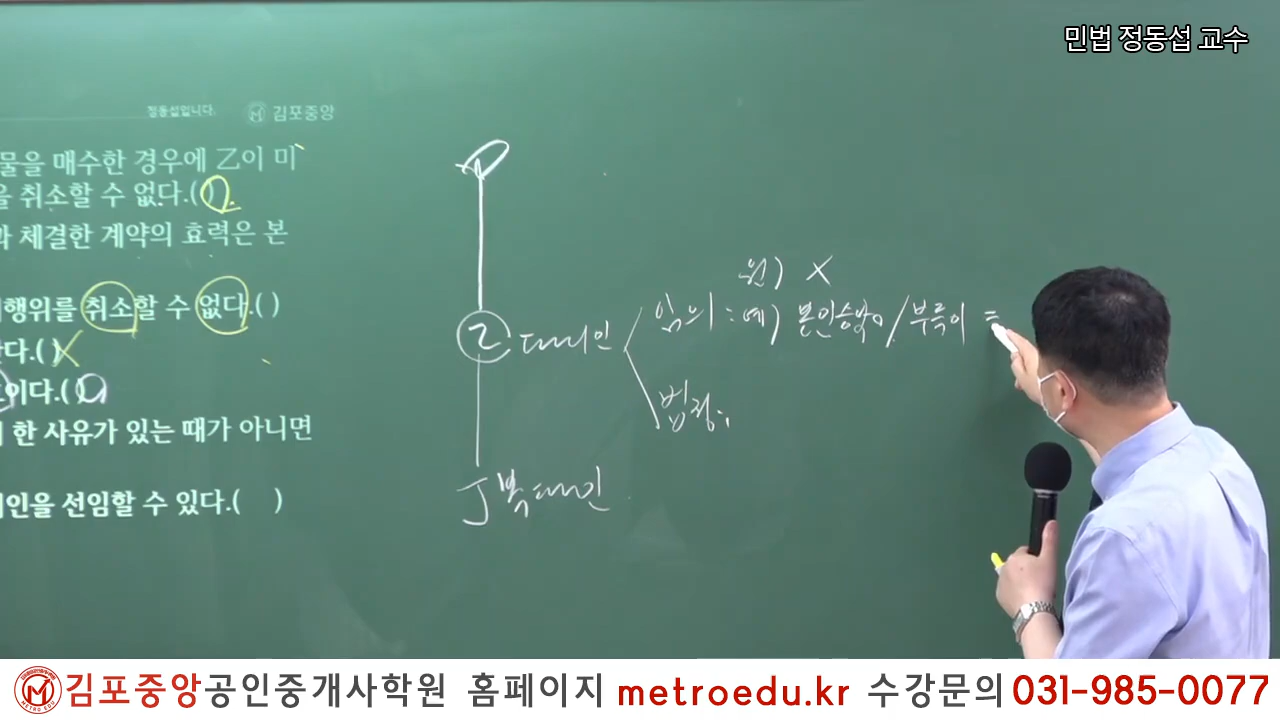 민법 정동섭 교수
정동섭입니다.
김포중앙
물을 매수한 경우에 乙이 미
을 취소할 수 없다.( )
과 체결한 계약의 효력은 본
행위를 취소할 수 없다.( )
다.( )
이다.( )
한 사유가 있는 때가 아니면
인을 선임할 수 있다.( )
甲
원) X
임의 : 예) 본인승낙 / 부득이
乙 대리인
법정 :
丁 복대리인
METRO EDU
김포중앙공인중개사학원 홈페이지 metroedu.kr 수강문의 031-985-0077